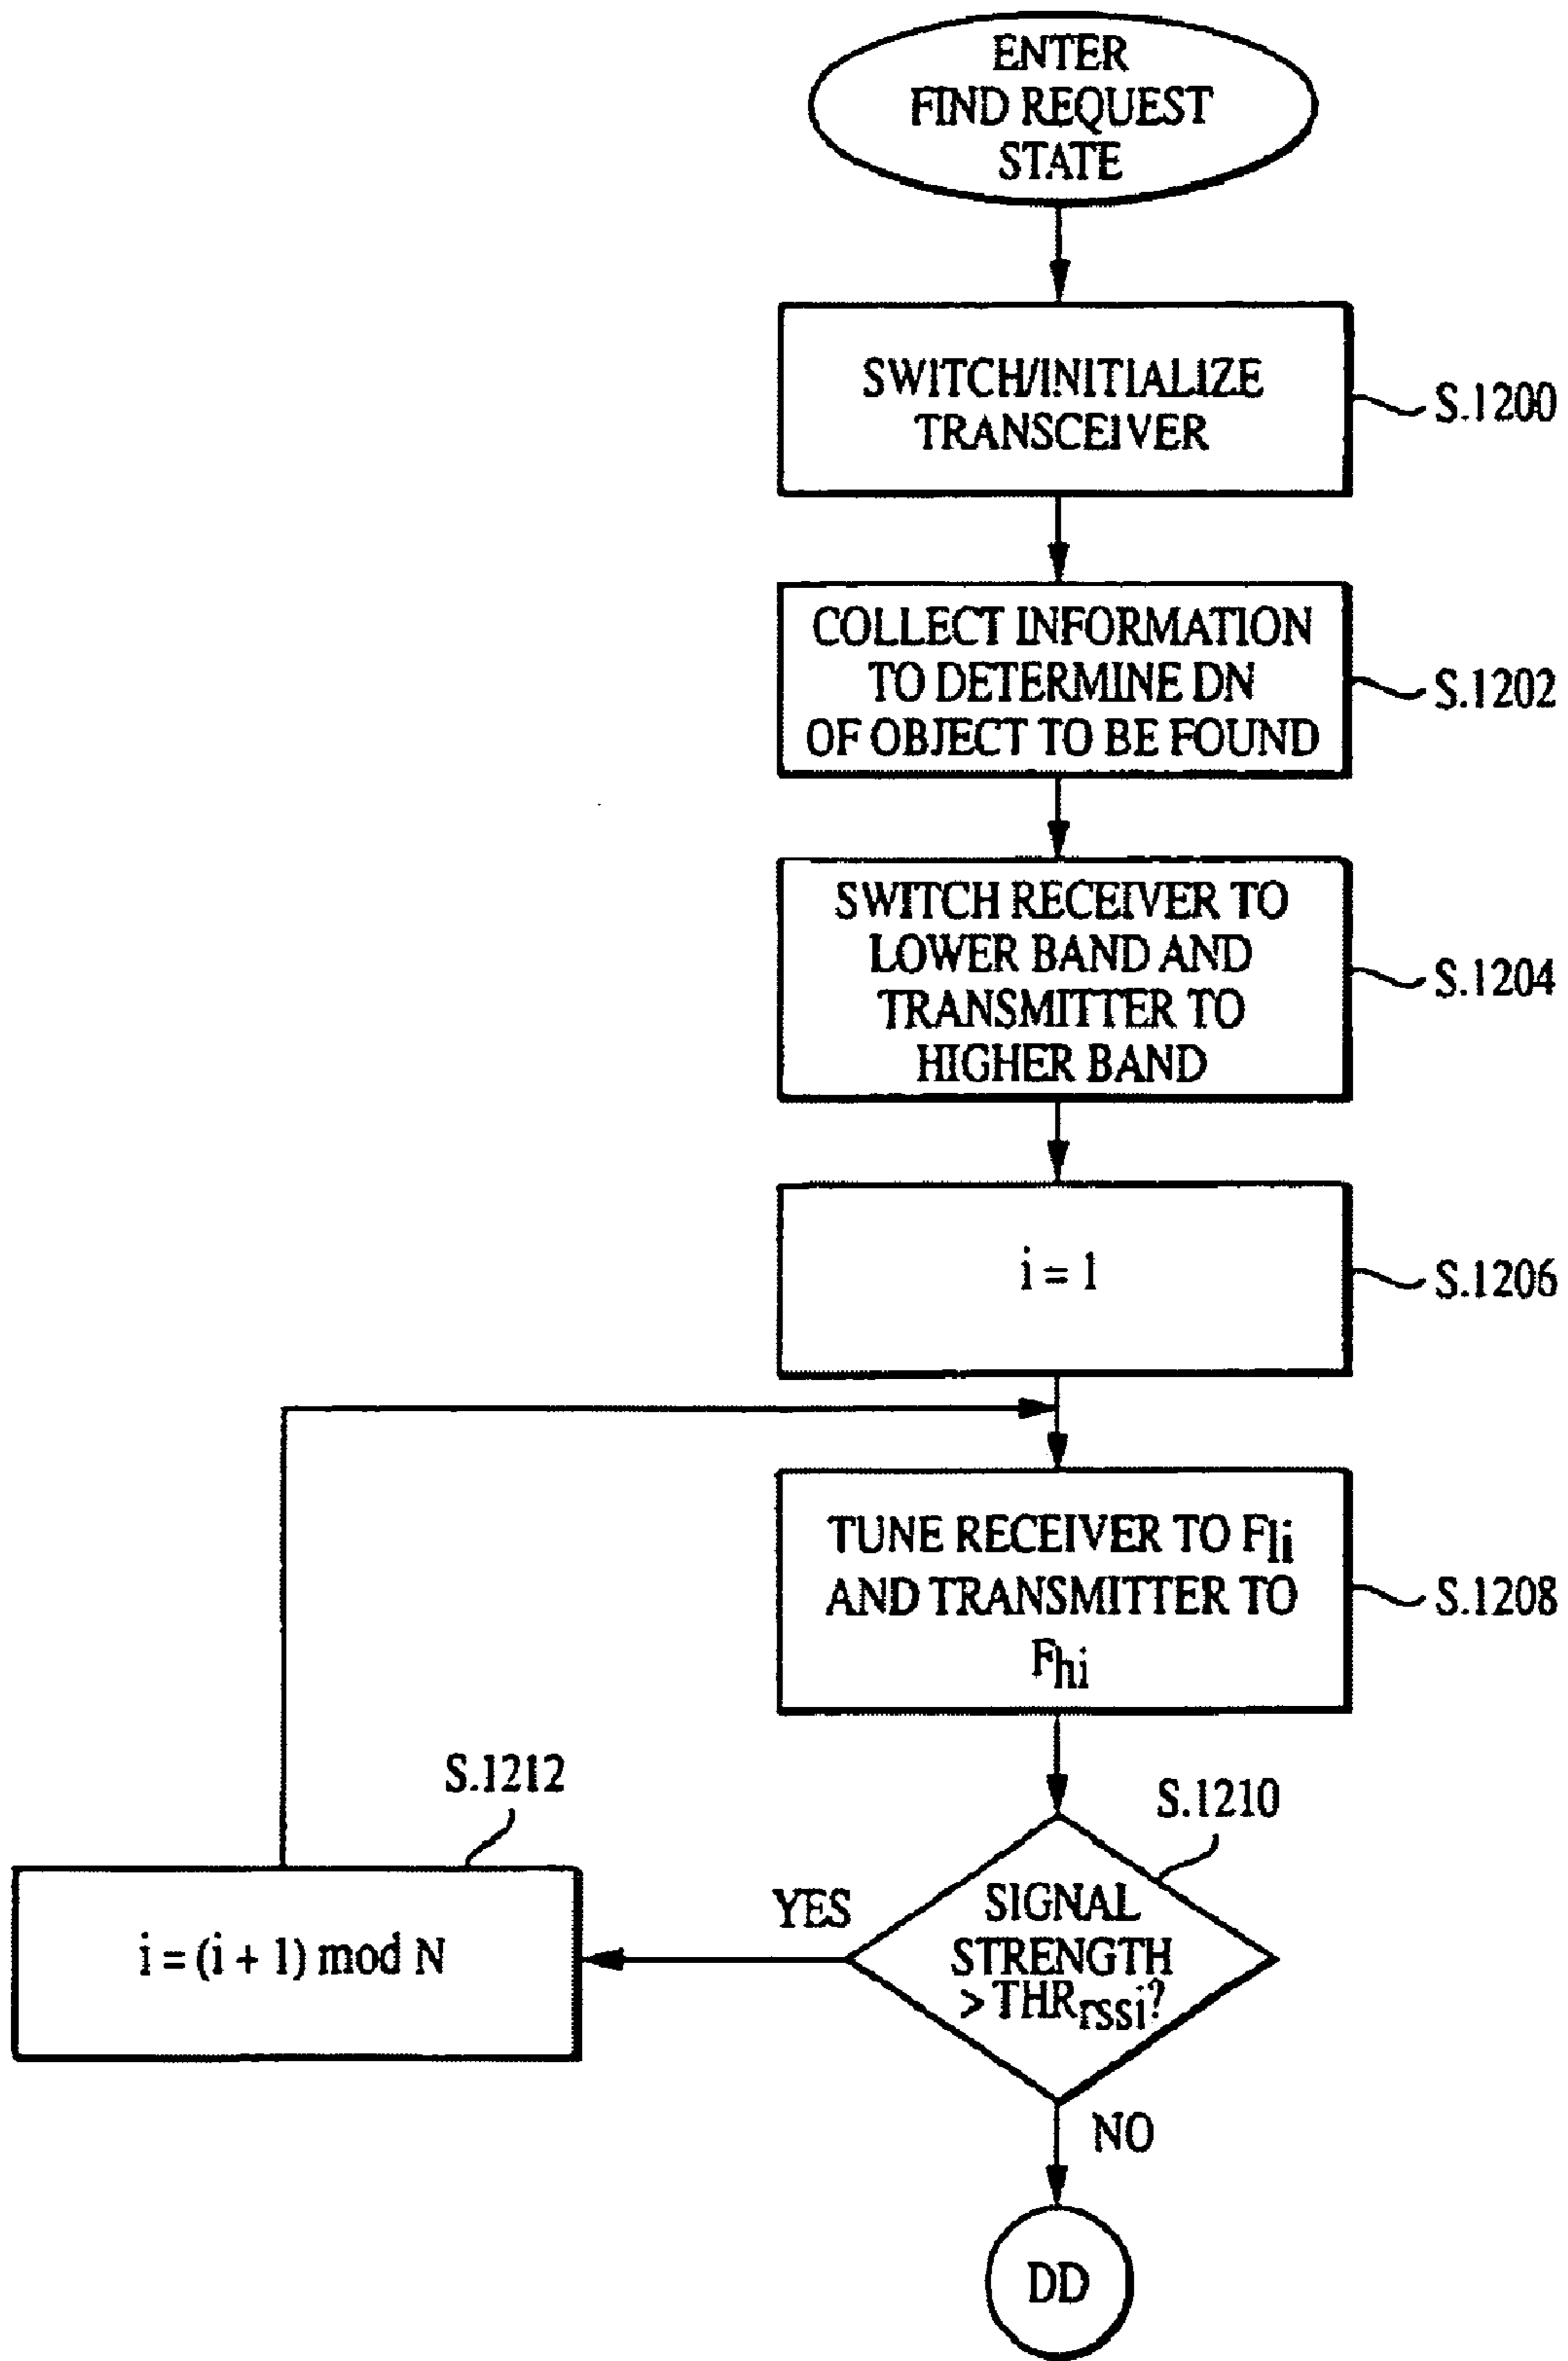 ENTER
FIND REQUEST
STATE
SWITCH/INITIALIZE
TRANSCEIVER
S.1200
COLLECT INFORMATION
TO DETERMINE DN
OF OBJECT TO BE FOUND
S.1202
SWITCH RECEIVER TO
LOWER BAND AND
TRANSMITTER TO
HIGHER BAND
S.1204
i = 1
S.1206
TUNE RECEIVER TO Fli
AND TRANSMITTER TO
Fhi
S.1208
S.1212
i = (i + 1) mod N
YES
S.1210
SIGNAL
STRENGTH
> THRrssi?
NO
DD